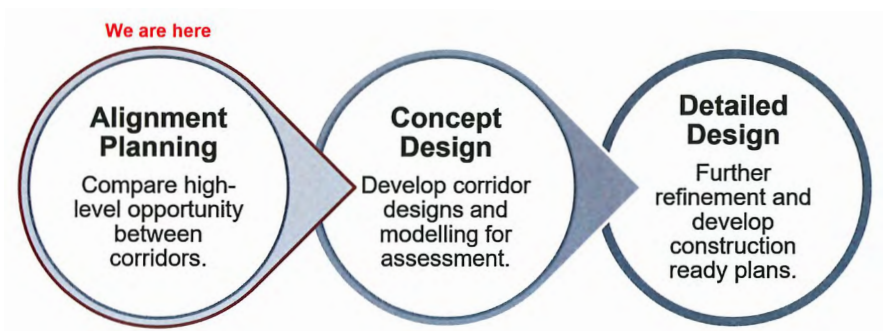 We are here
Alignment
Planning
Compare high-
level opportunity
between
corridors.
Concept
Design
Develop corridor
designs and
modelling for
assessment.
Detailed
Design
Further
refinement and
develop
construction
ready plans.